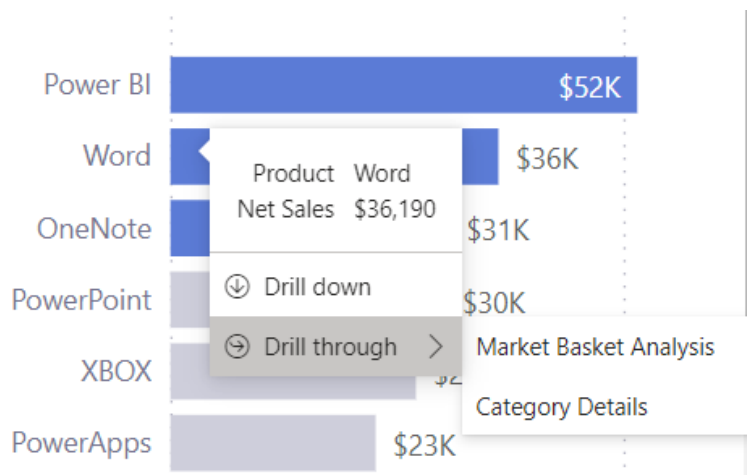 Power BI $52K
Word $36K
Product Word
Net Sales $36,190
OneNote $31K
Drill down
PowerPoint $30K
Drill through
Market Basket Analysis
XBOX
Category Details
PowerApps $23K